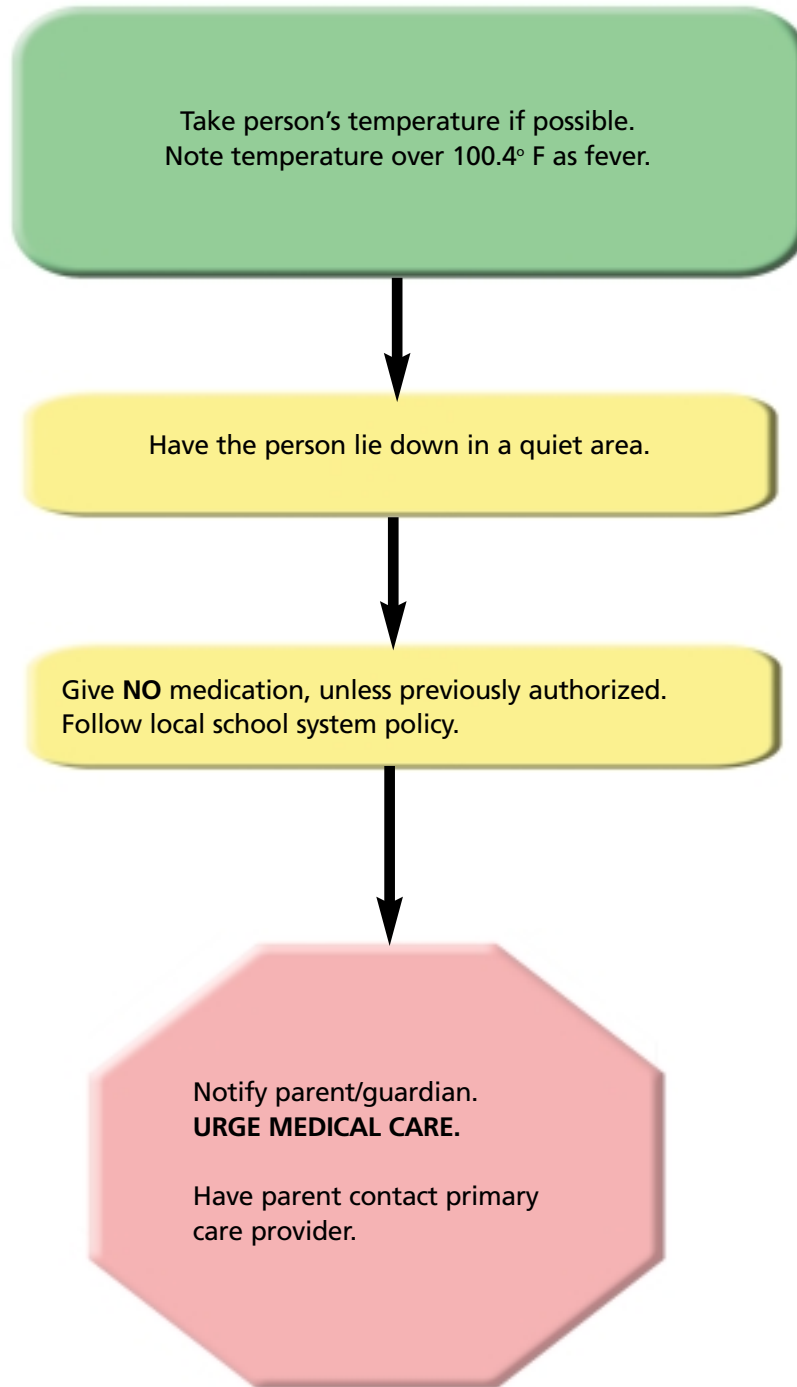 Take person’s temperature if possible.
Note temperature over 100.4° F as fever.
Have the person lie down in a quiet area.
Give NO medication, unless previously authorized.
Follow local school system policy.
Notify parent/guardian.
URGE MEDICAL CARE.
Have parent contact primary
care provider.